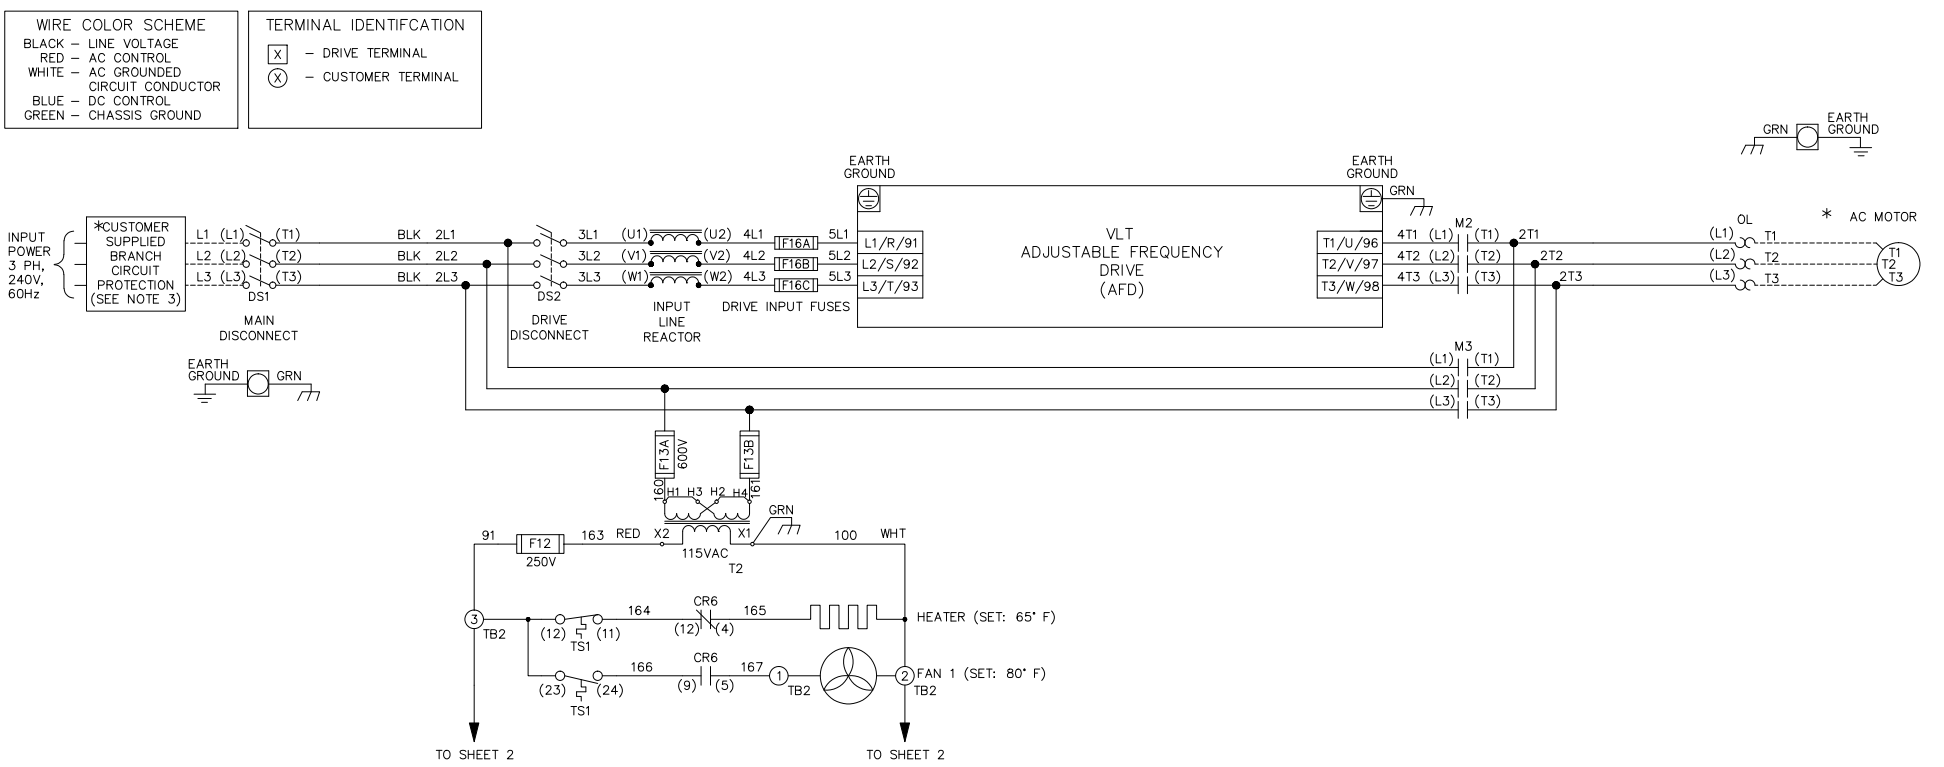 WIRE COLOR SCHEME
BLACK – LINE VOLTAGE
RED – AC CONTROL
WHITE – AC GROUNDED
CIRCUIT CONDUCTOR
BLUE – DC CONTROL
GREEN – CHASSIS GROUND
TERMINAL IDENTIFCATION
X – DRIVE TERMINAL
X – CUSTOMER TERMINAL
EARTH
GROUND
GRN
INPUT
POWER
3 PH,
240V,
60Hz
*CUSTOMER
SUPPLIED
BRANCH
CIRCUIT
PROTECTION
(SEE NOTE 3)
L1 (L1) (T1)
L2 (L2) (T2)
L3 (L3) (T3)
DS1
MAIN
DISCONNECT
BLK 2L1
BLK 2L2
BLK 2L3
DS2
DRIVE
DISCONNECT
3L1 (U1) (U2) 4L1 F16A 5L1
3L2 (V1) (V2) 4L2 F16B 5L2
3L3 (W1) (W2) 4L3 F16C 5L3
INPUT
LINE
REACTOR
DRIVE INPUT FUSES
EARTH
GROUND
L1/R/91
L2/S/92
L3/T/93
VLT
ADJUSTABLE FREQUENCY
DRIVE
(AFD)
EARTH
GROUND
GRN
T1/U/96
T2/V/97
T3/W/98
M2
4T1 (L1) (T1) 2T1
4T2 (L2) (T2) 2T2
4T3 (L3) (T3) 2T3
OL
(L1) T1
(L2) T2
(L3) T3
* AC MOTOR
T1
T2
T3
EARTH
GROUND
GRN
M3
(L1) (T1)
(L2) (T2)
(L3) (T3)
F13A
600V
F13B
160
161
H1 H3 H2 H4
GRN
91 F12 163 RED X2 X1 100 WHT
250V
115VAC
T2
3
TB2
(12) (11)
TS1
164
CR6
(12) (4)
165
HEATER (SET: 65° F)
(23) (24)
TS1
166
CR6
(9) (5)
167
1
TB2
2
TB2
FAN 1 (SET: 80° F)
TO SHEET 2
TO SHEET 2